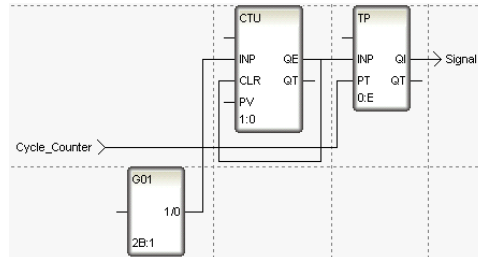 CTU
INP QE
CLR QT
PV
1:0
TP
INP QI
PT QT
0:E
Signal
Cycle_Counter
G01
1/0
2B:1